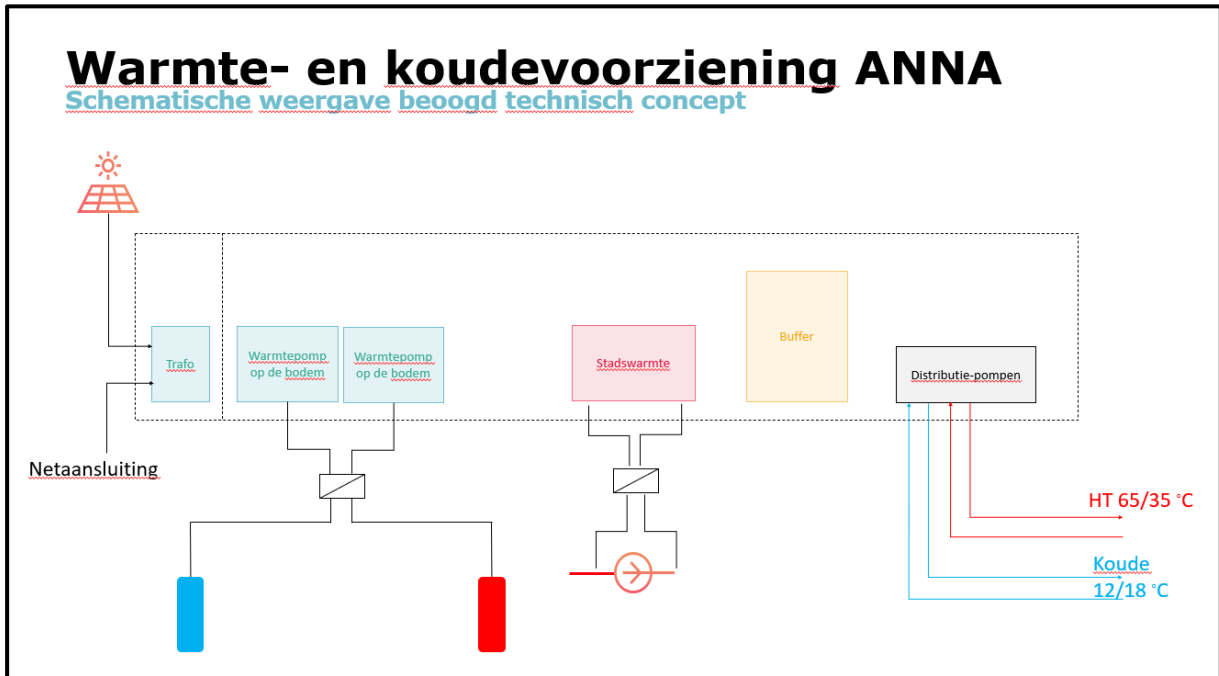 Warmte- en koudevoorziening ANNA
Schematische weergave beoogd technisch concept
Trafo
Warmtepomp
op de bodem
Warmtepomp
op de bodem
Stadswarmte
Buffer
Distributie-pompen
Netaansluiting
HT 65/35 °C
Koude
12/18 °C